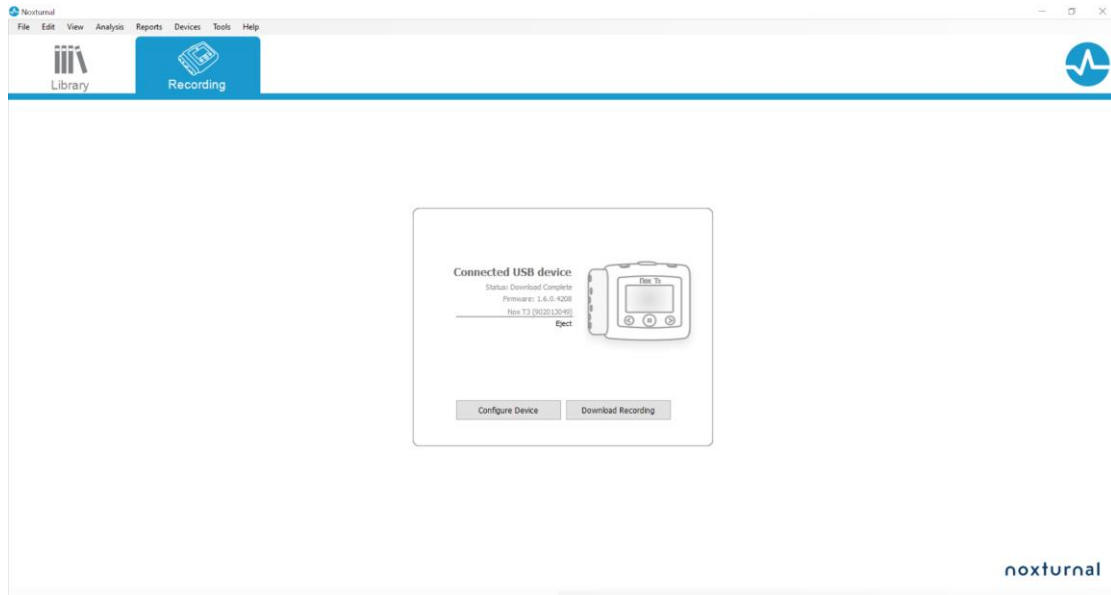 Noxturnal
File Edit View Analysis Reports Devices Tools Help
Library
Recording
Connected USB device
Status: Download Complete
Firmware: 1.6.0.4208
Nox T3 (902013049)
Eject
Nox T3
Configure Device Download Recording
noxturnal